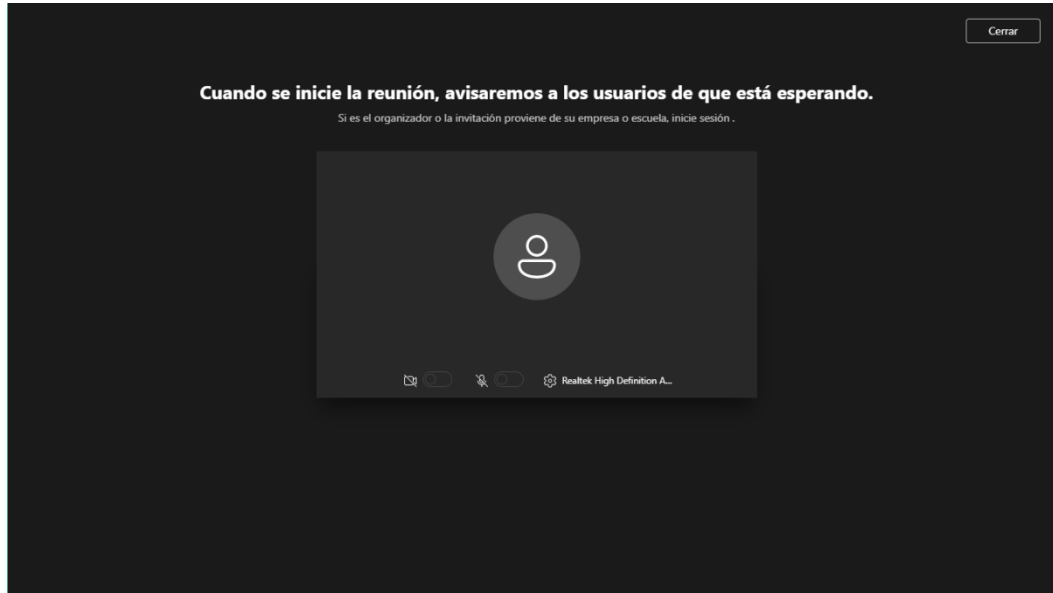 Cerrar
Cuando se inicie la reunión, avisaremos a los usuarios de que está esperando.
Si es el organizador o la invitación proviene de su empresa o escuela, inicie sesión .
Realtek High Definition A...